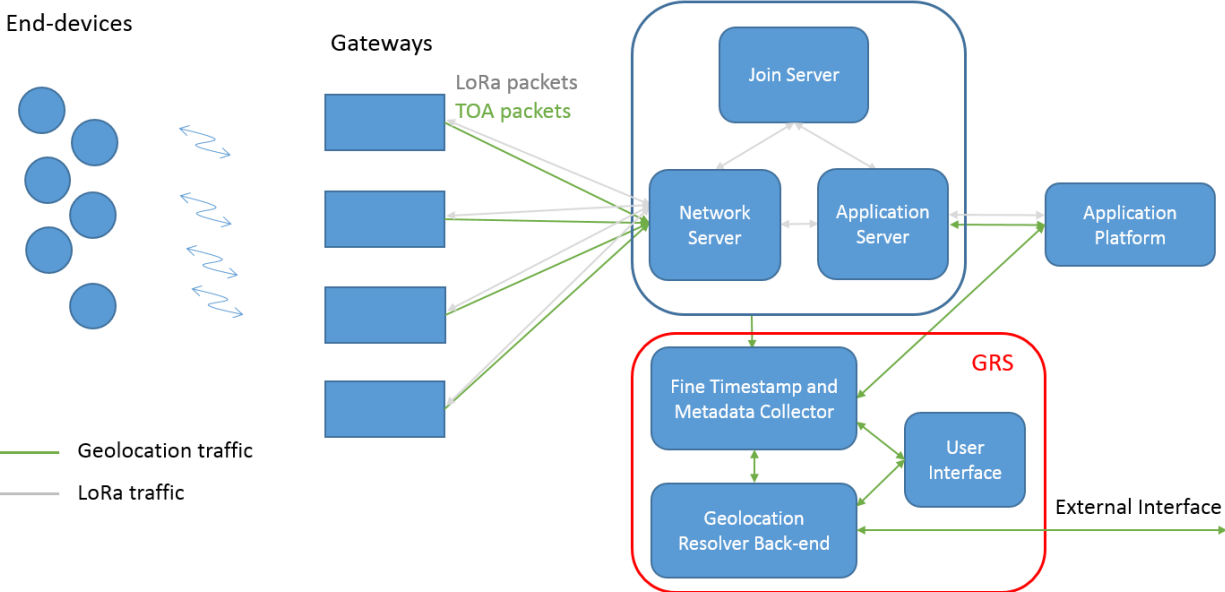 End-devices
Gateways
LoRa packets
TOA packets
Join Server
Network
Server
Application
Server
Application
Platform
GRS
Fine Timestamp and
Metadata Collector
User
Interface
Geolocation
Resolver Back-end
External Interface
Geolocation traffic
LoRa traffic